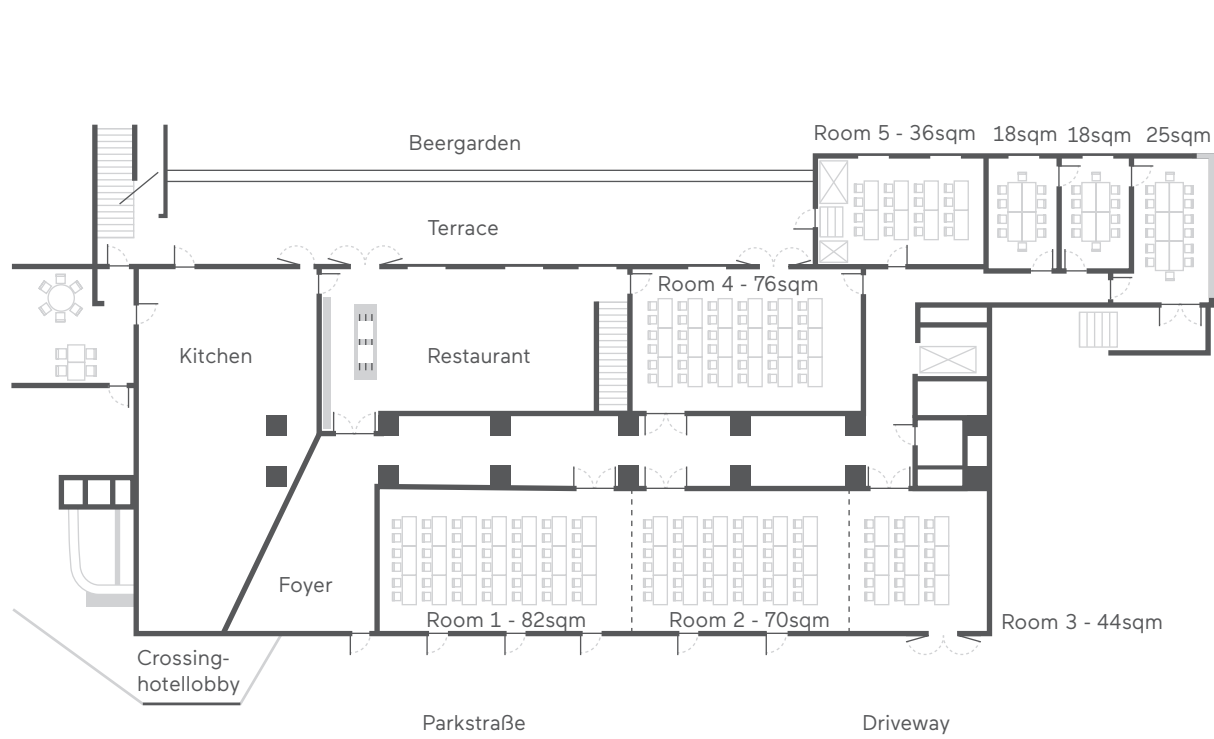 Beergarden
Room 5 - 36sqm
18sqm
18sqm
25sqm
Terrace
Room 4 - 76sqm
Kitchen
Restaurant
Foyer
Room 1 - 82sqm
Room 2 - 70sqm
Room 3 - 44sqm
Crossing-
hotellobby
Parkstraße
Driveway